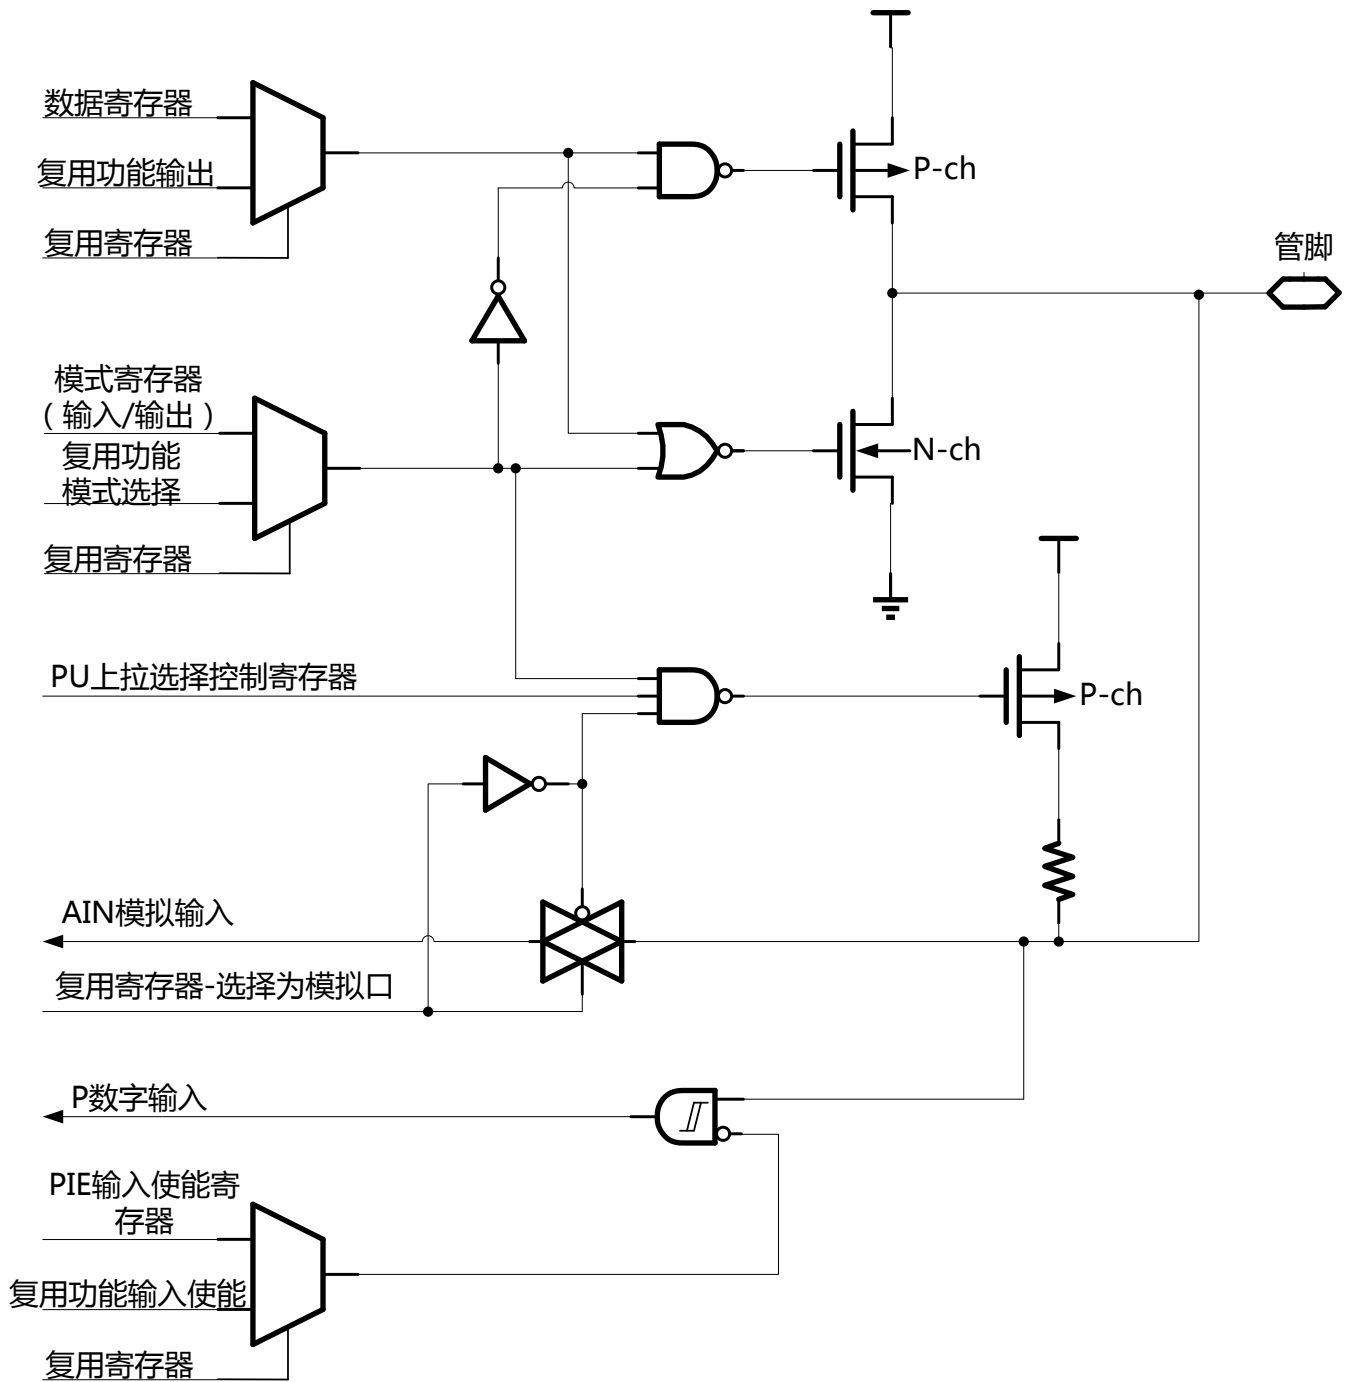 数据寄存器
复用功能输出
复用寄存器
P-ch
管脚
模式寄存器
（输入/输出）
复用功能
模式选择
复用寄存器
N-ch
PU上拉选择控制寄存器
P-ch
AIN模拟输入
复用寄存器-选择为模拟口
P数字输入
PIE输入使能寄
存器
复用功能输入使能
复用寄存器